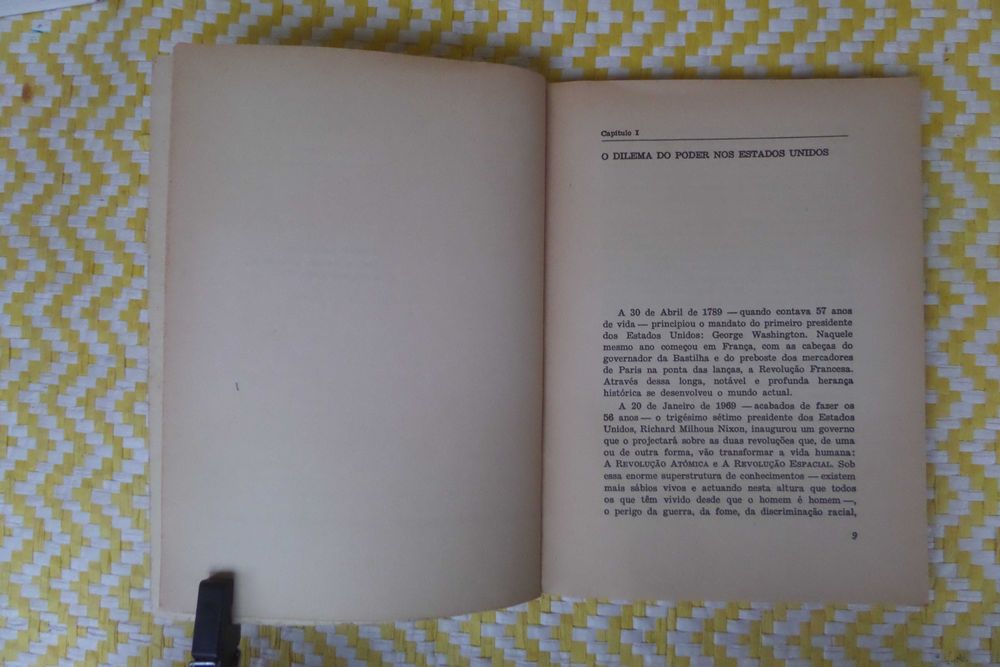 Capítulo I
O DILEMA DO PODER NOS ESTADOS UNIDOS
A 30 de Abril de 1789 — quando contava 57 anos
de vida — principiou o mandato do primeiro presidente
dos Estados Unidos: George Washington. Naquele
mesmo ano começou em França, com as cabeças do
governador da Bastilha e do preboste dos mercadores
de Paris na ponta das lanças, a Revolução Francesa.
Através dessa longa, notável e profunda herança
histórica se desenvolveu o mundo actual.
A 20 de Janeiro de 1969 — acabados de fazer os
56 anos — o trigésimo sétimo presidente dos Estados
Unidos, Richard Milhous Nixon, inaugurou um governo
que o projectará sobre as duas revoluções que, de uma
ou de outra forma, vão transformar a vida humana:
A REVOLUÇÃO ATÓMICA e A REVOLUÇÃO ESPACIAL. Sob
essa enorme superstrutura de conhecimentos — existem
mais sábios vivos e actuando nesta altura que todos
os que têm vivido desde que o homem é homem —,
o perigo da guerra, da fome, da discriminação racial,
9